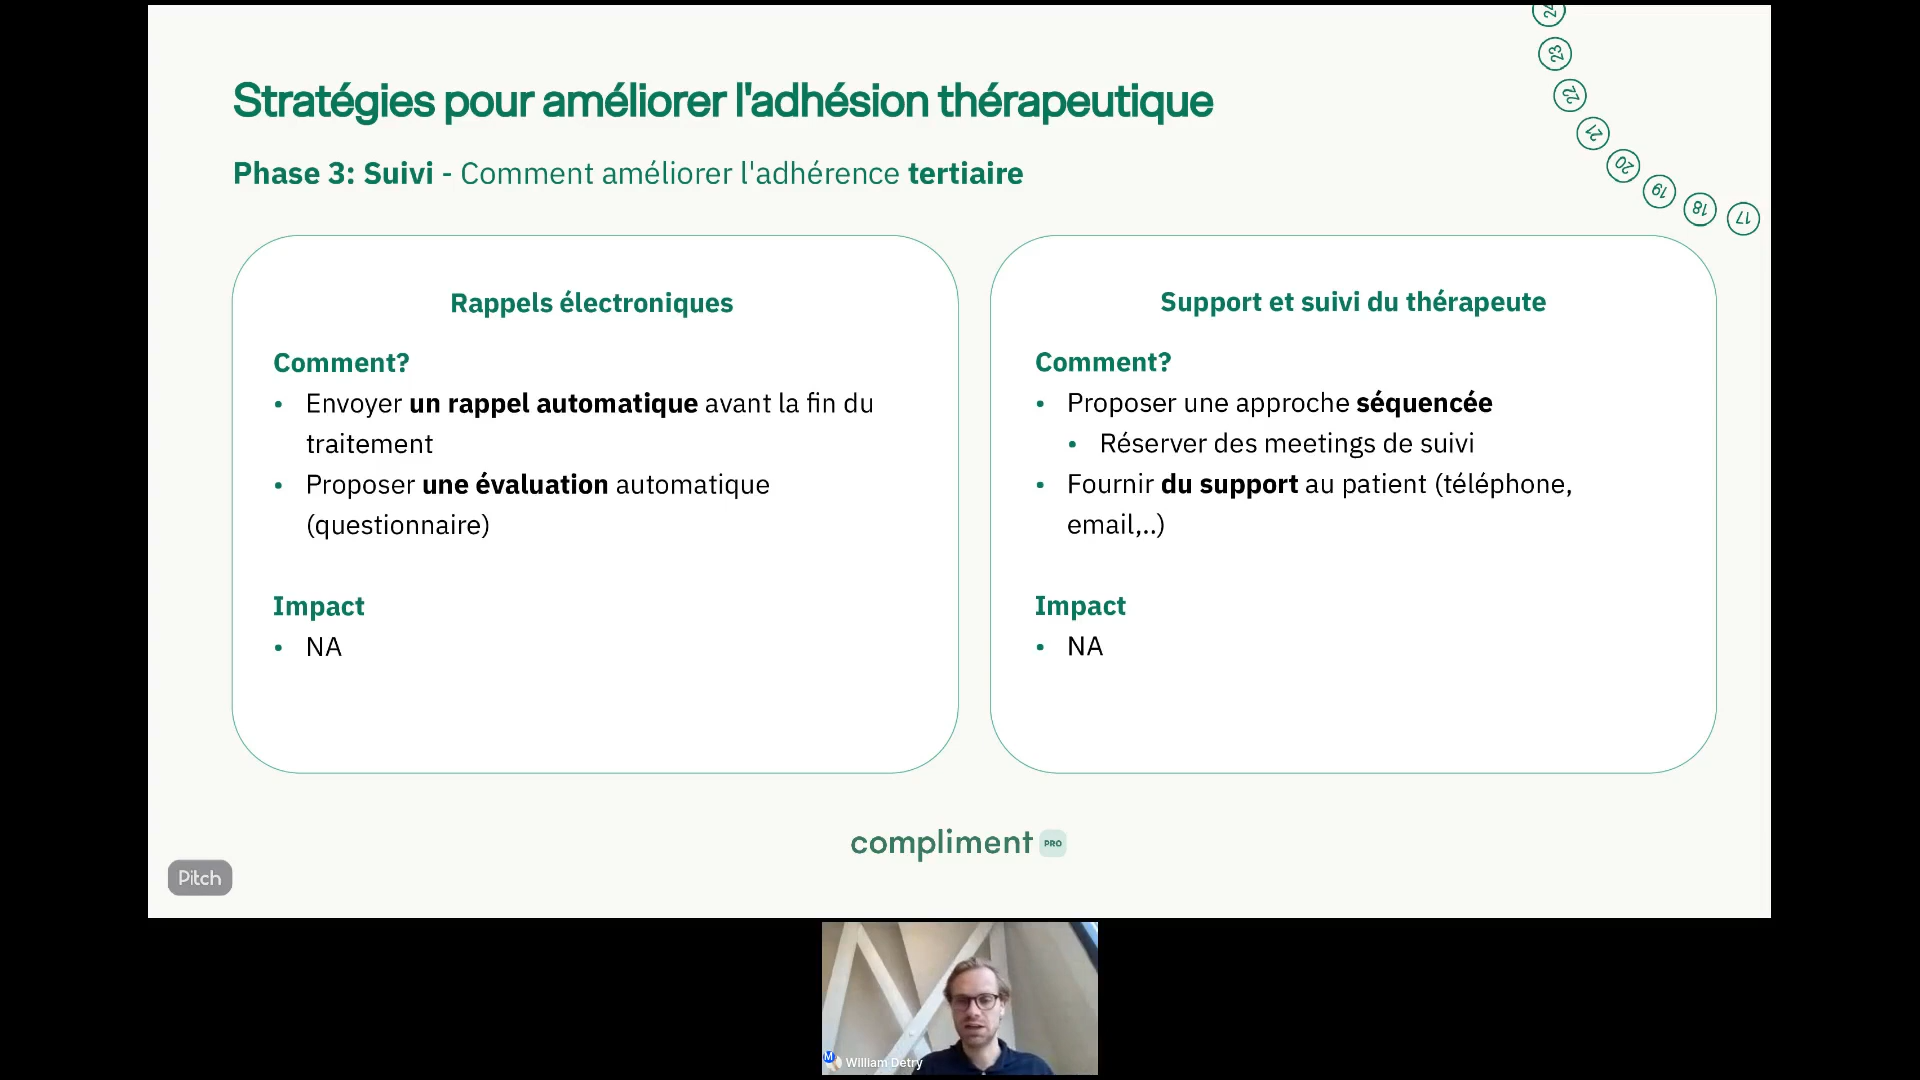 24
23
22
21
20
19
18
17
Stratégies pour améliorer l'adhésion thérapeutique
Phase 3: Suivi - Comment améliorer l'adhérence tertiaire
Rappels électroniques
Comment?
• Envoyer un rappel automatique avant la fin du
traitement
• Proposer une évaluation automatique
(questionnaire)
Impact
• NA
Support et suivi du thérapeute
Comment?
• Proposer une approche séquencée
• Réserver des meetings de suivi
• Fournir du support au patient (téléphone,
email,..)
Impact
• NA
compliment PRO
Pitch
M William Detry